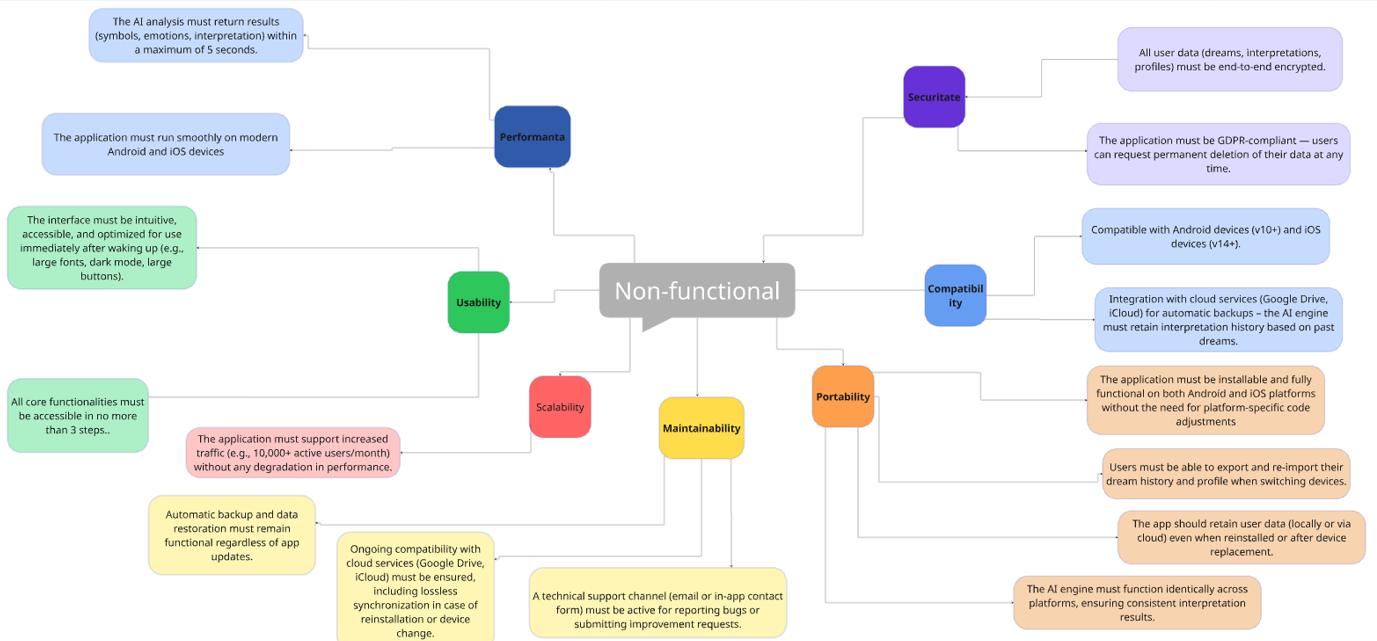 The AI analysis must return results
(symbols, emotions, interpretation) within
a maximum of 5 seconds.
Performanta
The application must run smoothly on modern
Android and iOS devices
The interface must be intuitive,
accessible, and optimized for use
immediately after waking up (e.g.,
large fonts, dark mode, large
buttons).
Usability
All core functionalities must
be accessible in no more
than 3 steps..
Non-functional
Scalability
The application must support increased
traffic (e.g., 10,000+ active users/month)
without any degradation in performance.
Maintainability
Automatic backup and data
restoration must remain
functional regardless of app
updates.
Ongoing compatibility with
cloud services (Google Drive,
iCloud) must be ensured,
including lossless
synchronization in case of
reinstallation or device
change.
A technical support channel (email or in-app contact
form) must be active for reporting bugs or
submitting improvement requests.
Securitate
All user data (dreams, interpretations,
profiles) must be end-to-end encrypted.
The application must be GDPR-compliant — users
can request permanent deletion of their data at any
time.
Compatibil
ity
Compatible with Android devices (v10+) and iOS
devices (v14+).
Integration with cloud services (Google Drive,
iCloud) for automatic backups – the AI engine
must retain interpretation history based on past
dreams.
Portability
The application must be installable and fully
functional on both Android and iOS platforms
without the need for platform-specific code
adjustments
Users must be able to export and re-import their
dream history and profile when switching devices.
The app should retain user data (locally or via
cloud) even when reinstalled or after device
replacement.
The AI engine must function identically across
platforms, ensuring consistent interpretation
results.